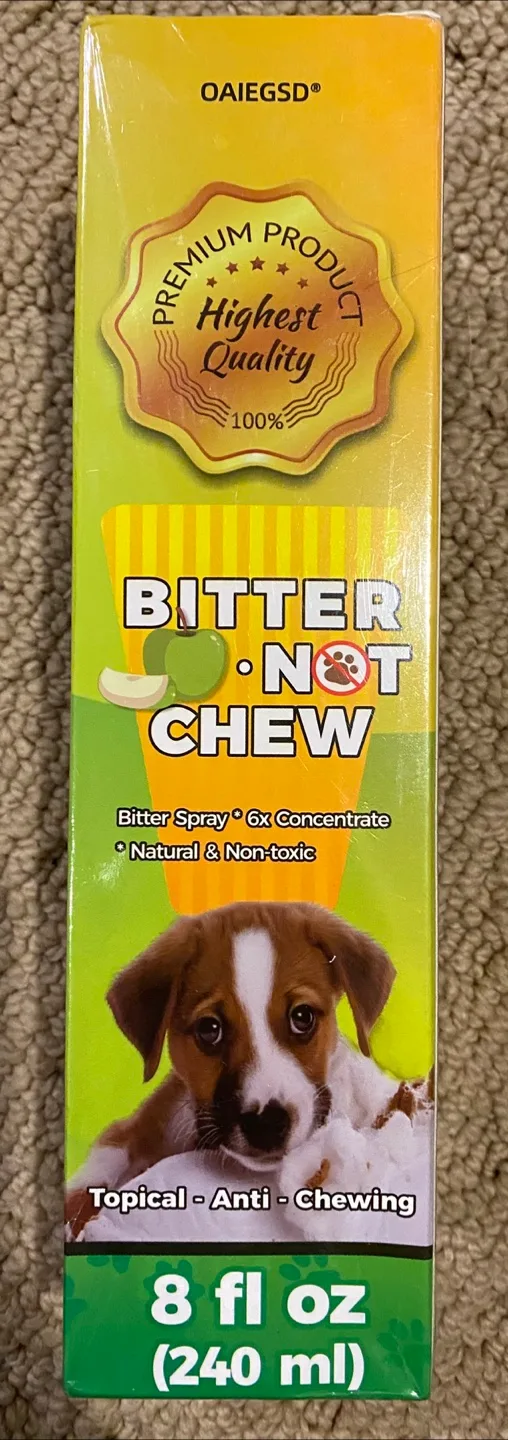 OAIEGSD®
PREMIUM PRODUCT
Highest
Quality
100%
BITTER
· NOT
CHEW
Bitter Spray * 6x Concentrate
* Natural & Non-toxic
Topical - Anti - Chewing
8 fl oz
(240 ml)